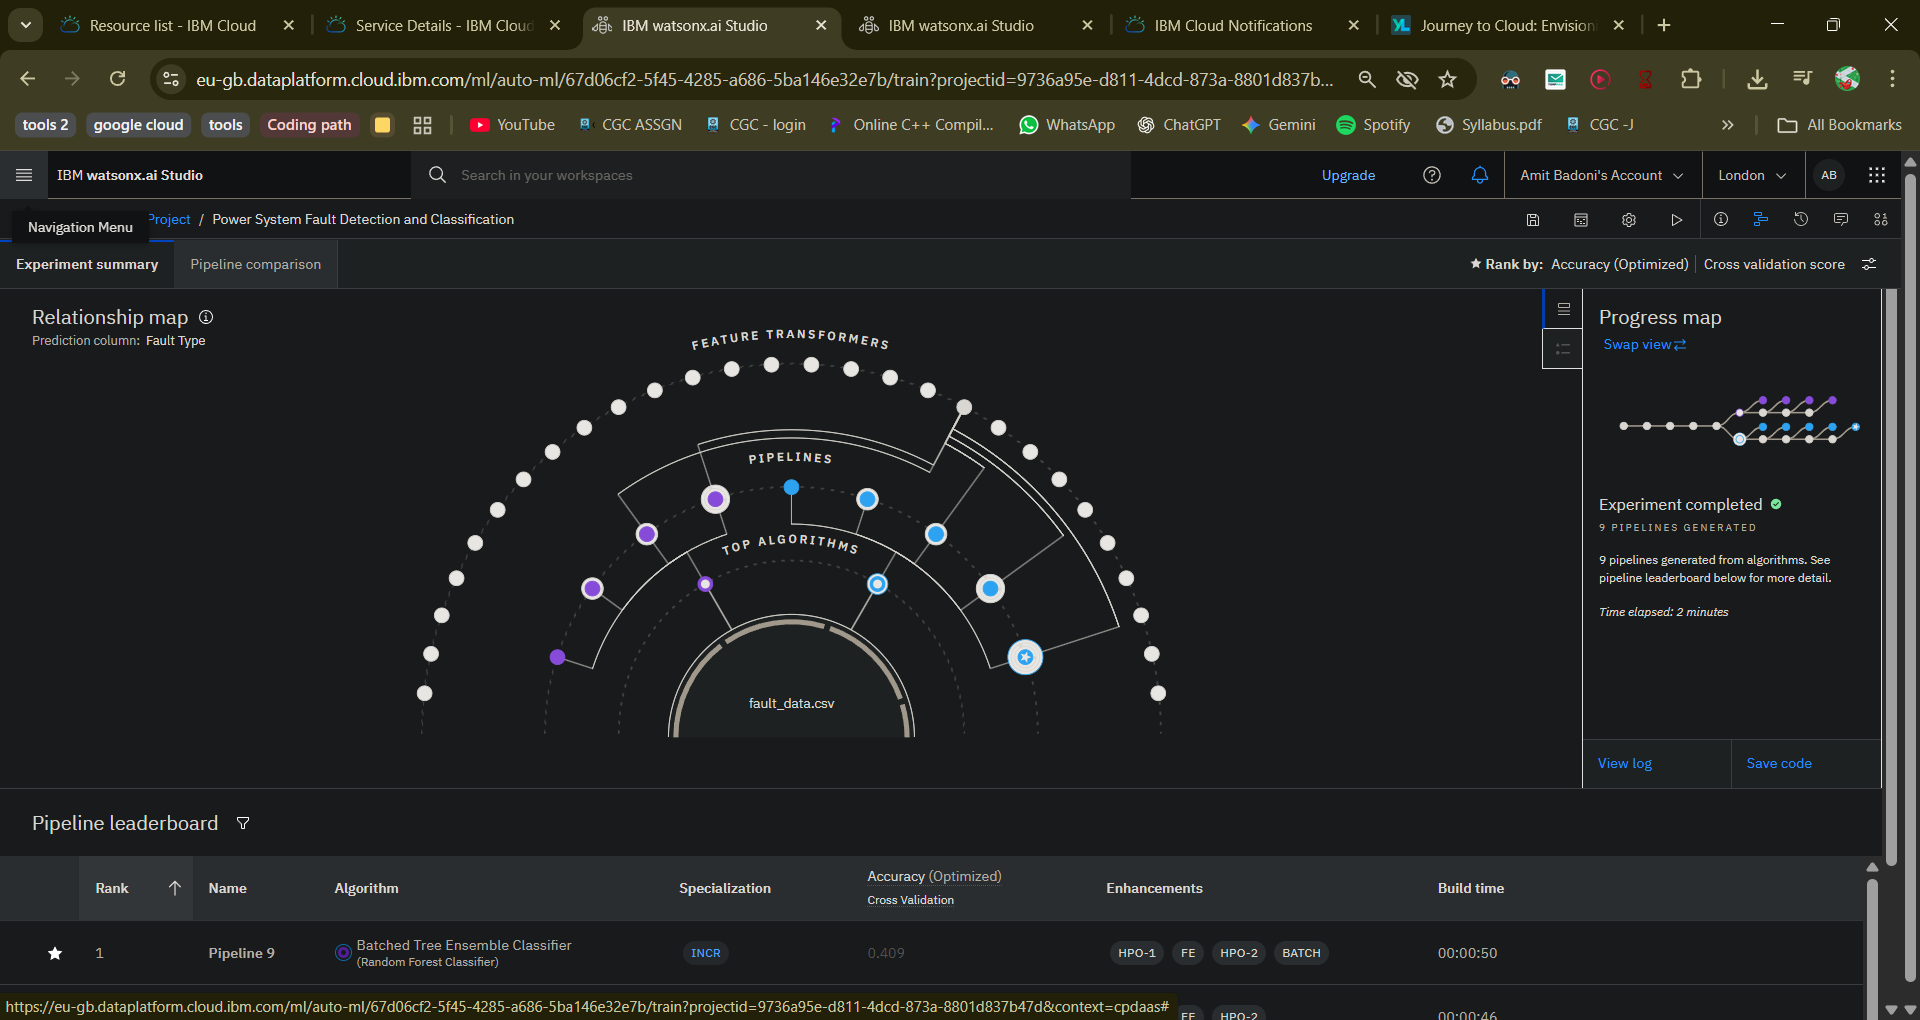 Resource list - IBM Cloud
Service Details - IBM Cloud
IBM watsonx.ai Studio
IBM watsonx.ai Studio
IBM Cloud Notifications
Journey to Cloud: Envision
eu-gb.dataplatform.cloud.ibm.com/ml/auto-ml/67d06cf2-5f45-4285-a686-5ba146e32e7b/train?projectid=9736a95e-d811-4dcd-873a-8801d837b...
tools 2
google cloud
tools
Coding path
YouTube
CGC ASSGN
CGC - login
Online C++ Compil...
WhatsApp
ChatGPT
Gemini
Spotify
Syllabus.pdf
CGC -J
All Bookmarks
IBM watsonx.ai Studio
Search in your workspaces
Upgrade
Amit Badoni's Account
London
AB
Navigation Menu
Project / Power System Fault Detection and Classification
Experiment summary
Pipeline comparison
Rank by: Accuracy (Optimized) | Cross validation score
Relationship map
Prediction column: Fault Type
FEATURE TRANSFORMERS
PIPELINES
TOP ALGORITHMS
fault_data.csv
Progress map
Swap view
Experiment completed
9 PIPELINES GENERATED
9 pipelines generated from algorithms. See
pipeline leaderboard below for more detail.
Time elapsed: 2 minutes
View log
Save code
Pipeline leaderboard
Rank
Name
Algorithm
Specialization
Accuracy (Optimized)
Cross Validation
Enhancements
Build time
1
Pipeline 9
Batched Tree Ensemble Classifier
(Random Forest Classifier)
INCR
0.409
HPO-1
FE
HPO-2
BATCH
00:00:50
https://eu-gb.dataplatform.cloud.ibm.com/ml/auto-ml/67d06cf2-5f45-4285-a686-5ba146e32e7b/train?projectid=9736a95e-d811-4dcd-873a-8801d837b47d&context=cpdaas#
FE
HPO-2
00:00:46